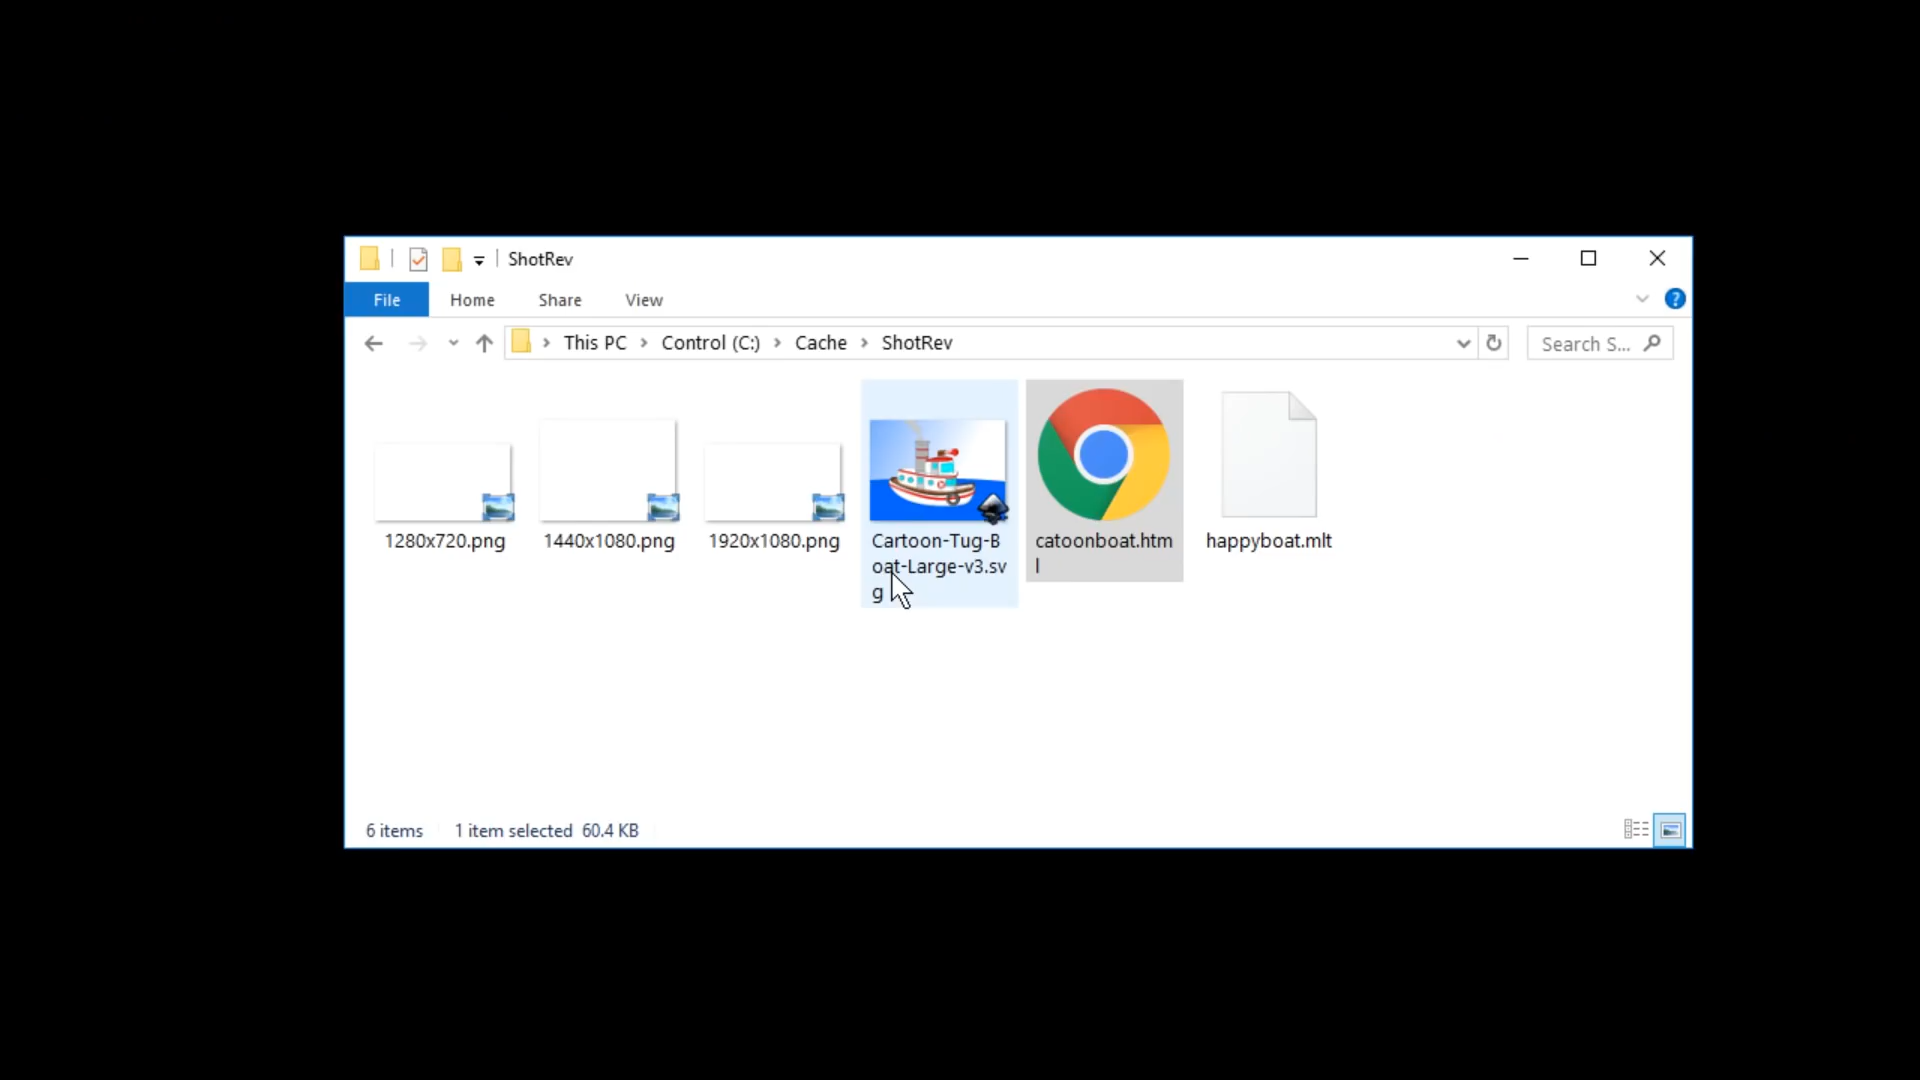 ShotRev
File Home Share View
This PC Control (C:) Cache ShotRev
Search S...
1280x720.png
1440x1080.png
1920x1080.png
Cartoon-Tug-B
oat-Large-v3.sv
g
catoonboat.htm
l
happyboat.mlt
6 items 1 item selected 60.4 KB